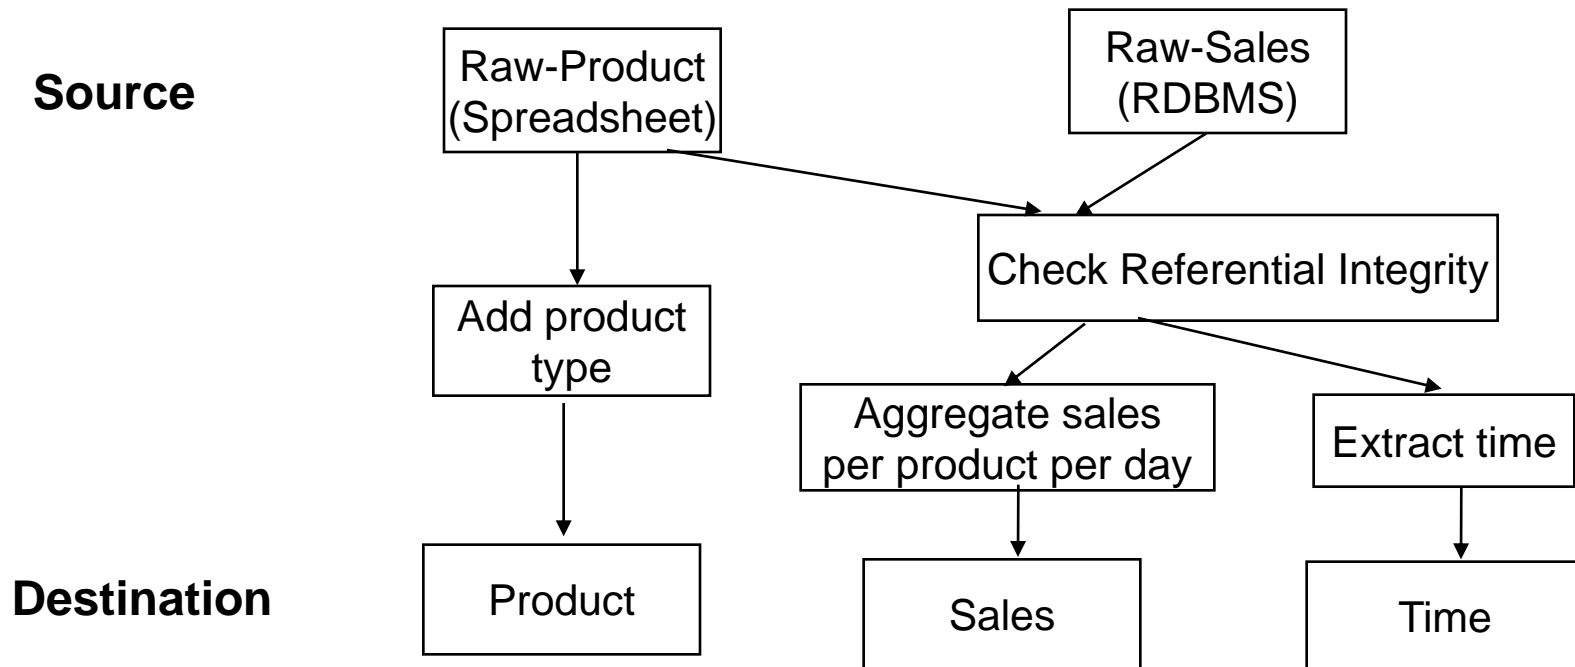 Source
Raw-Product
(Spreadsheet)
Raw-Sales
(RDBMS)
Check Referential Integrity
Add product
type
Aggregate sales
per product per day
Extract time
Destination
Product
Sales
Time